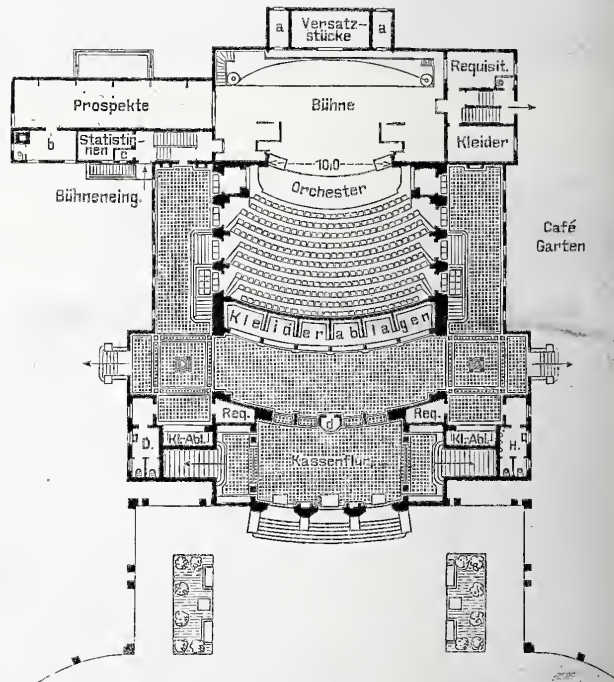 a
Versatz-
stücke
a
Requisit.
Prospekte
Bühne
b
Statisti-
nen
c
Kleider
10,0
Orchester
Bühneneing.
Café
Garten
Kleiderablagen
Req.
d
Req.
D.
Kl.-Abl.
Kl.-Abl.
H.
Kassenflur.